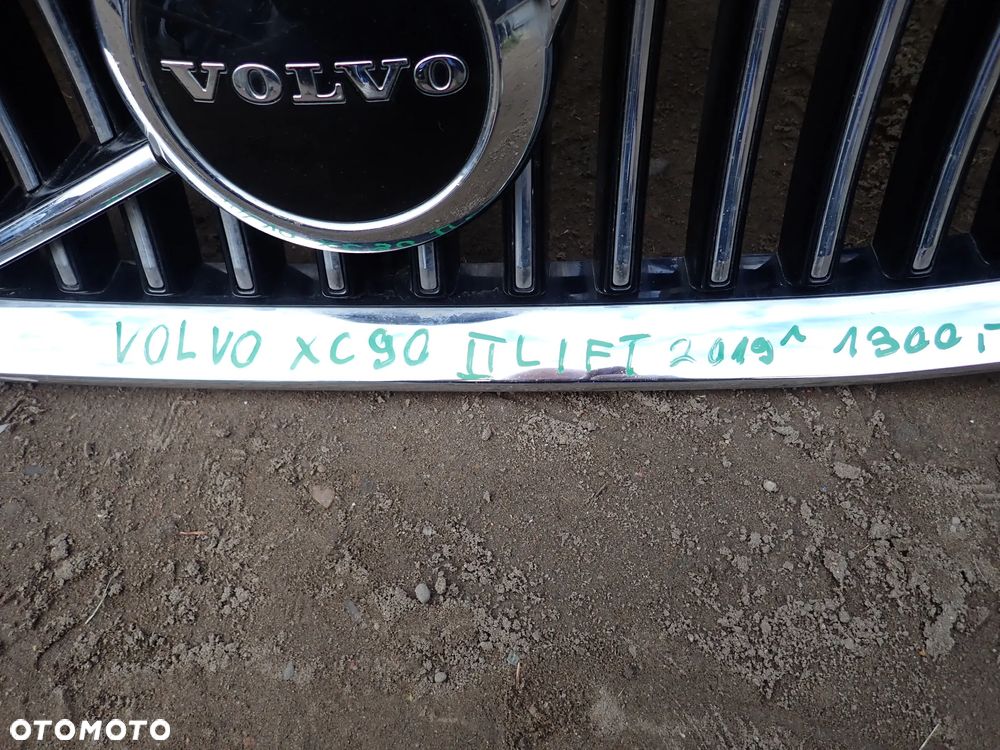 VOLVO
VOLVO XC90 II LIFT 2019^ 1300,-
OTOMOTO